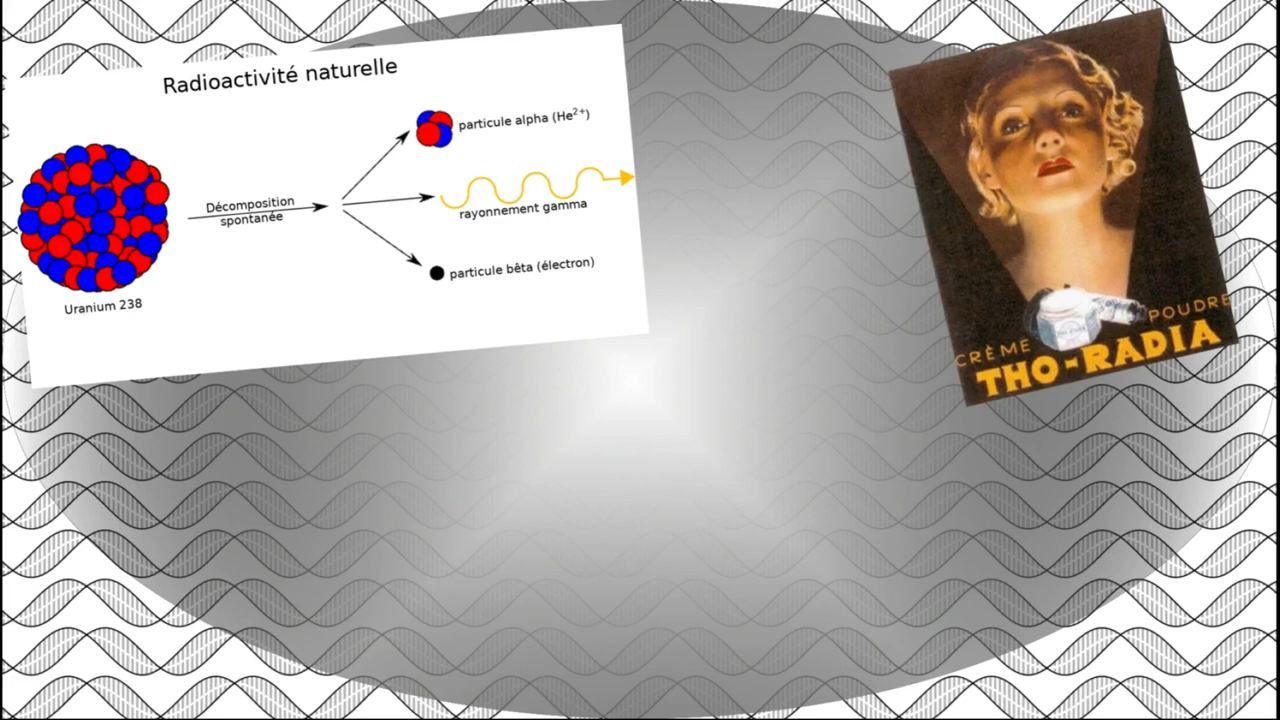 Radioactivité naturelle
particule alpha (He²⁺)
Décomposition
spontanée
rayonnement gamma
particule bêta (électron)
Uranium 238
CRÈME
POUDRE
THO-RADIA